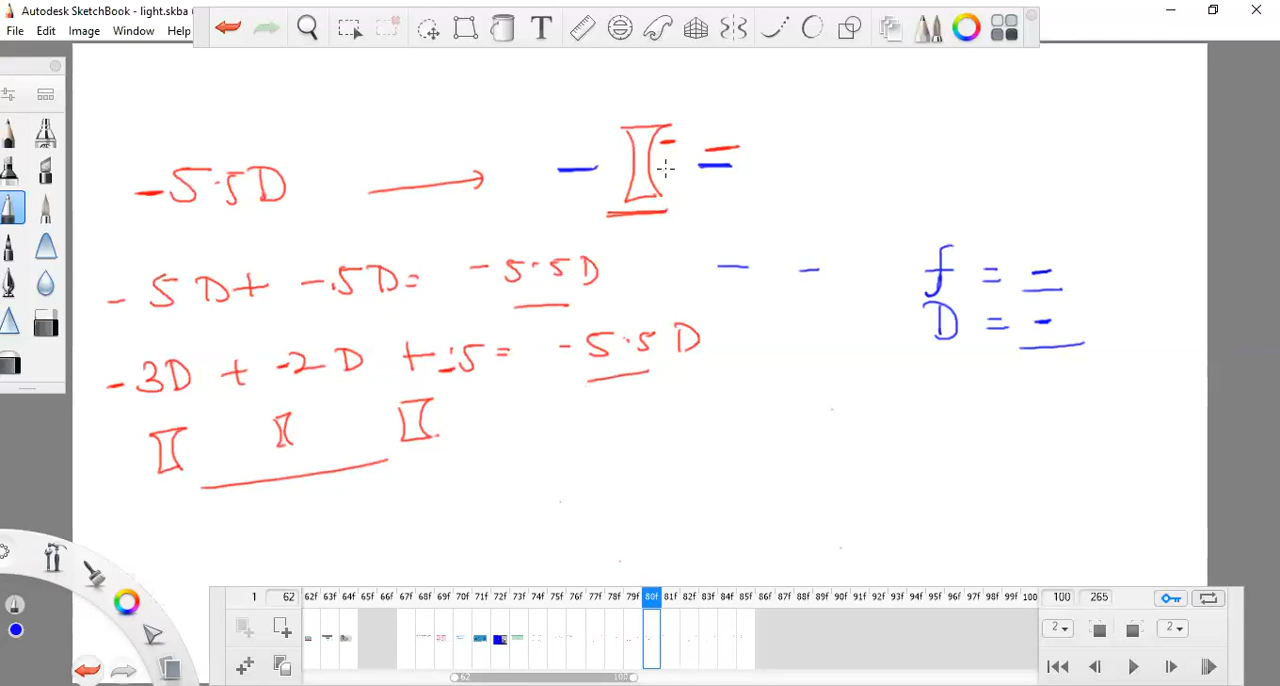 Autodesk SketchBook - light.skba
File Edit Image Window Help
-5.5D → - =
-5D + -.5D = -5.5D
f = -
D = -
-3D + -2D + -.5 = -5.5D
1 62 62f 63f 64f 65f 66f 67f 68f 69f 70f 71f 72f 73f 74f 75f 76f 77f 78f 79f 80f 81f 82f 83f 84f 85f 86f 87f 88f 89f 90f 91f 92f 93f 94f 95f 96f 97f 98f 99f 100 100 265
2 2
62 100